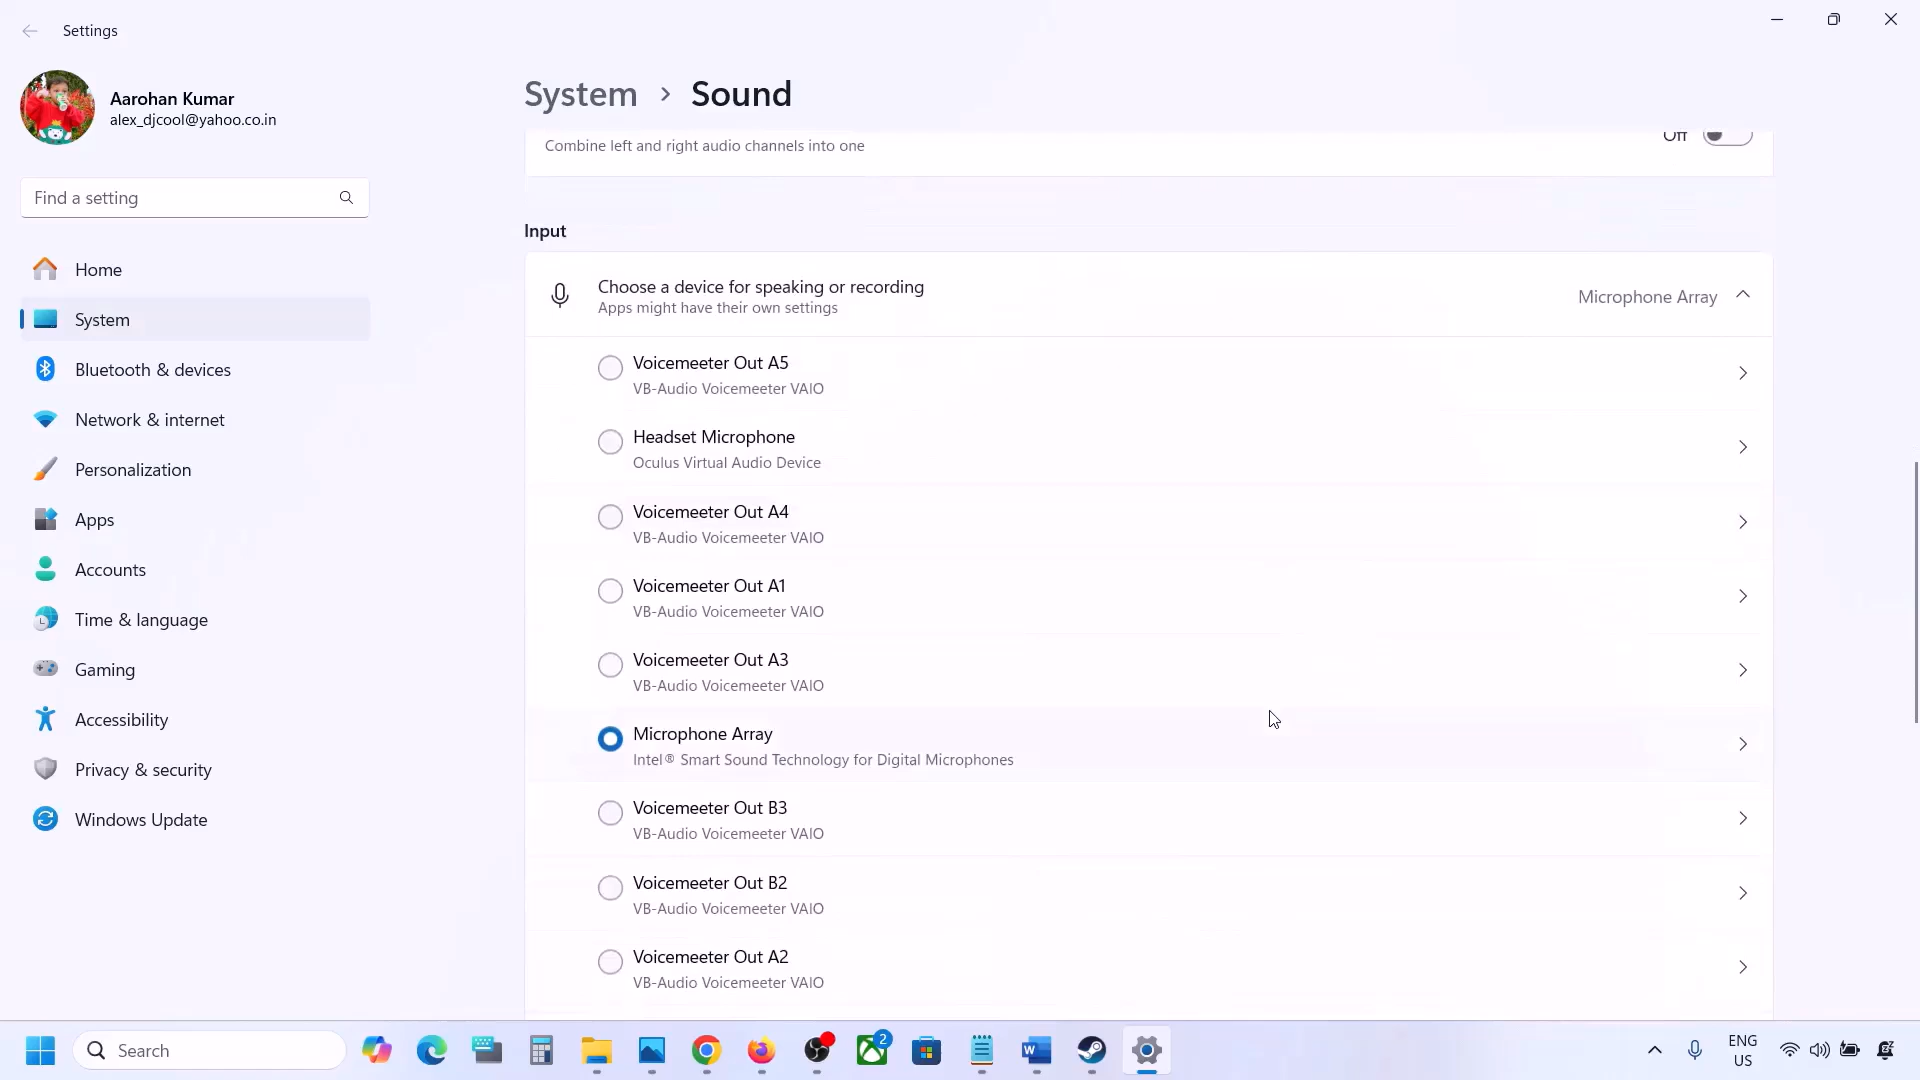 Settings
Aarohan Kumar
alex_djcool@yahoo.co.in
Find a setting
Home
System
Bluetooth & devices
Network & internet
Personalization
Apps
Accounts
Time & language
Gaming
Accessibility
Privacy & security
Windows Update
System › Sound
Combine left and right audio channels into one
Off
Input
Choose a device for speaking or recording
Apps might have their own settings
Microphone Array
Voicemeeter Out A5
VB-Audio Voicemeeter VAIO
Headset Microphone
Oculus Virtual Audio Device
Voicemeeter Out A4
VB-Audio Voicemeeter VAIO
Voicemeeter Out A1
VB-Audio Voicemeeter VAIO
Voicemeeter Out A3
VB-Audio Voicemeeter VAIO
Microphone Array
Intel® Smart Sound Technology for Digital Microphones
Voicemeeter Out B3
VB-Audio Voicemeeter VAIO
Voicemeeter Out B2
VB-Audio Voicemeeter VAIO
Voicemeeter Out A2
VB-Audio Voicemeeter VAIO
Search
2
ENG
US